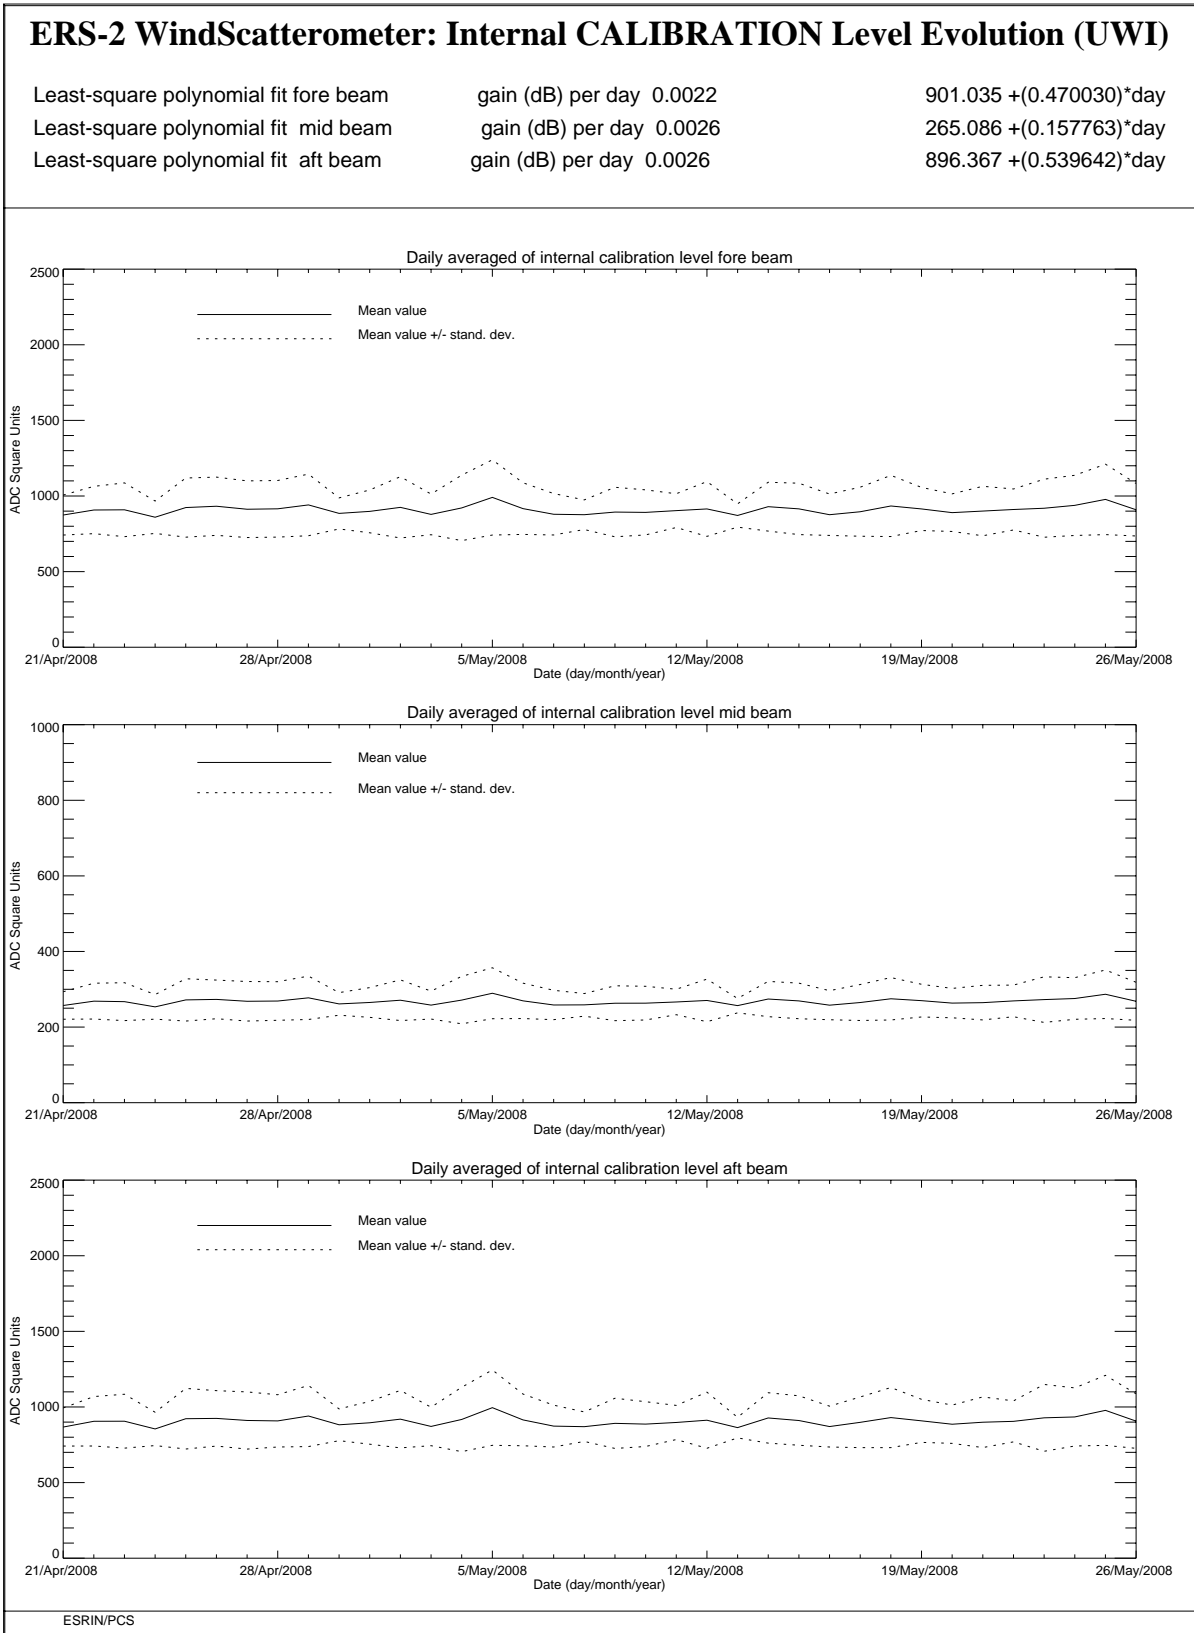 ERS-2 WindScatterometer: Internal CALIBRATION Level Evolution (UWI)
Least-square polynomial fit fore beam gain (dB) per day 0.0022 901.035 +(0.470030)*day
Least-square polynomial fit mid beam gain (dB) per day 0.0026 265.086 +(0.157763)*day
Least-square polynomial fit aft beam gain (dB) per day 0.0026 896.367 +(0.539642)*day
Daily averaged of internal calibration level fore beam
2500
2000
1500
1000
500
0
ADC Square Units
Mean value
Mean value +/- stand. dev.
21/Apr/2008 28/Apr/2008 5/May/2008 12/May/2008 19/May/2008 26/May/2008
Date (day/month/year)
Daily averaged of internal calibration level mid beam
1000
800
600
400
200
0
ADC Square Units
Mean value
Mean value +/- stand. dev.
21/Apr/2008 28/Apr/2008 5/May/2008 12/May/2008 19/May/2008 26/May/2008
Date (day/month/year)
Daily averaged of internal calibration level aft beam
2500
2000
1500
1000
500
0
ADC Square Units
Mean value
Mean value +/- stand. dev.
21/Apr/2008 28/Apr/2008 5/May/2008 12/May/2008 19/May/2008 26/May/2008
Date (day/month/year)
ESRIN/PCS